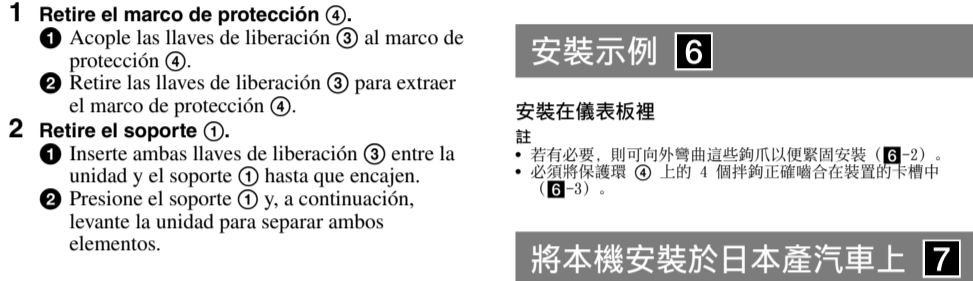 1 Retire el marco de protección ④.
❶ Acople las llaves de liberación ③ al marco de
protección ④.
❷ Retire las llaves de liberación ③ para extraer
el marco de protección ④.
2 Retire el soporte ①.
❶ Inserte ambas llaves de liberación ③ entre la
unidad y el soporte ① hasta que encajen.
❷ Presione el soporte ① y, a continuación,
levante la unidad para separar ambos
elementos.
安裝示例 6
安裝在儀表板裡
註
• 若有必要，則可向外彎曲這些鉤爪以便緊固安裝（6-2）。
• 必須將保護環 ④ 上的 4 個拌鉤正確嚙合在裝置的卡槽中
（6-3）。
將本機安裝於日本產汽車上 7